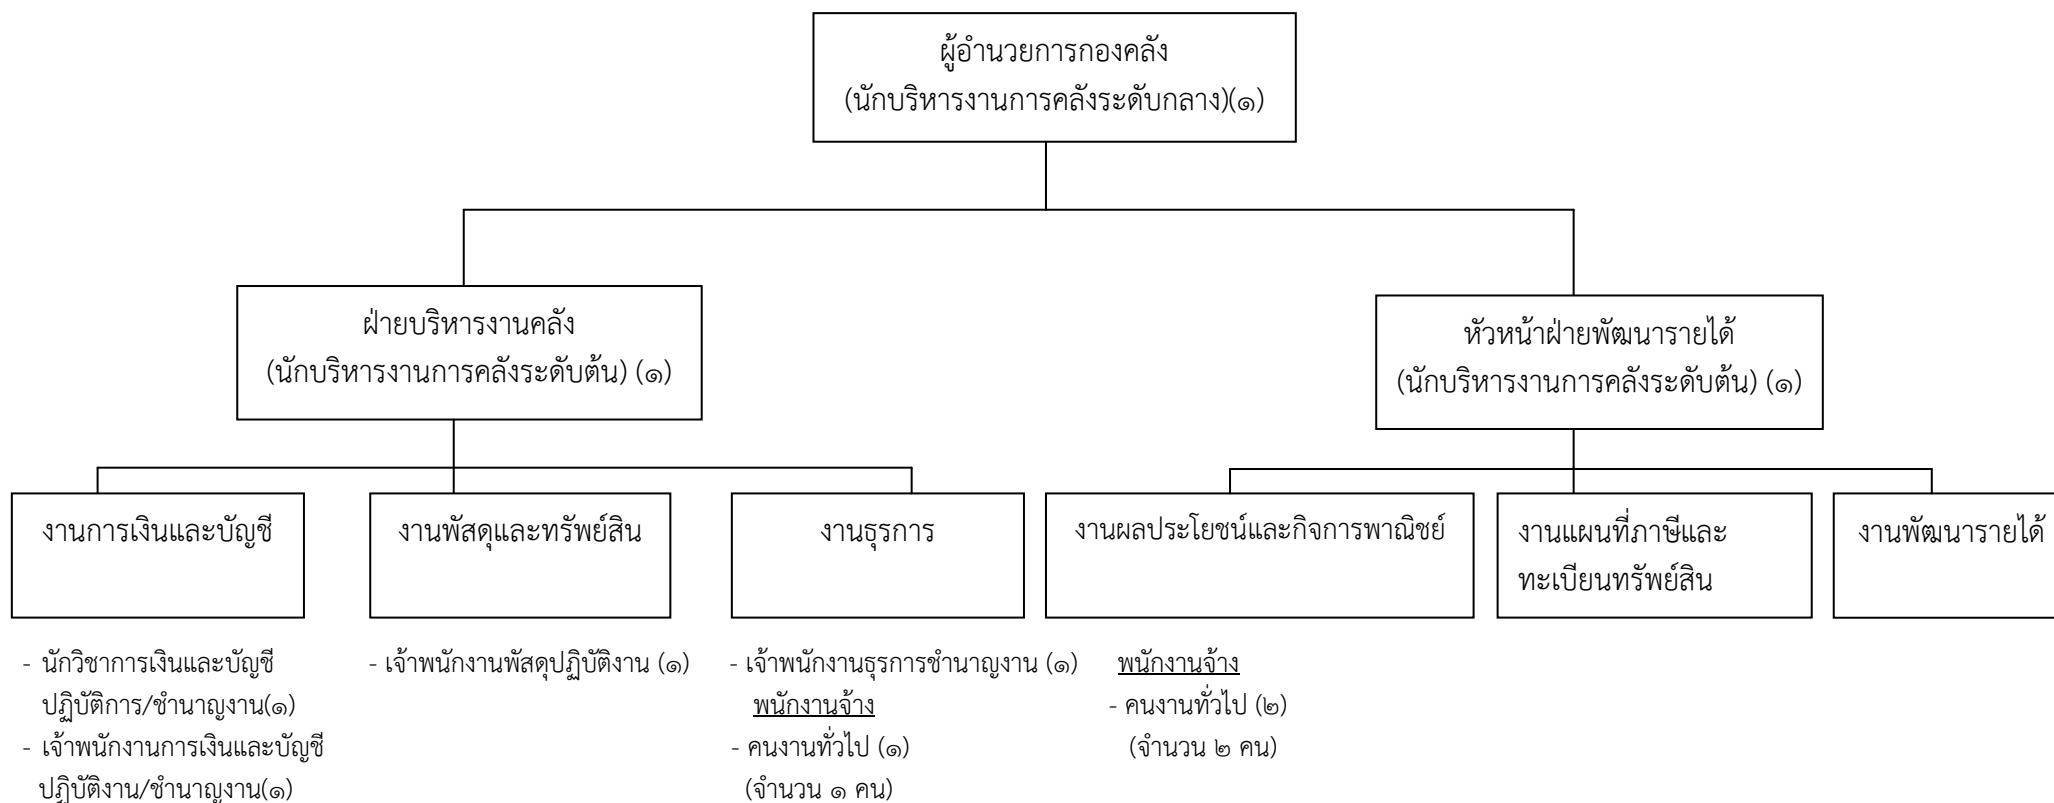 ผู้อำนวยการกองคลัง
(นักบริหารงานการคลังระดับกลาง)(๑)
ฝ่ายบริหารงานคลัง
(นักบริหารงานการคลังระดับต้น) (๑)
หัวหน้าฝ่ายพัฒนารายได้
(นักบริหารงานการคลังระดับต้น) (๑)
งานการเงินและบัญชี
งานพัสดุและทรัพย์สิน
งานธุรการ
งานผลประโยชน์และกิจการพาณิชย์
งานแผนที่ภาษีและ
ทะเบียนทรัพย์สิน
งานพัฒนารายได้
- นักวิชาการเงินและบัญชี
ปฏิบัติการ/ชำนาญงาน(๑)
- เจ้าพนักงานการเงินและบัญชี
ปฏิบัติงาน/ชำนาญงาน(๑)
- เจ้าพนักงานพัสดุปฏิบัติงาน (๑)
- เจ้าพนักงานธุรการชำนาญงาน (๑)
พนักงานจ้าง
- คนงานทั่วไป (๑)
(จำนวน ๑ คน)
พนักงานจ้าง
- คนงานทั่วไป (๒)
(จำนวน ๒ คน)